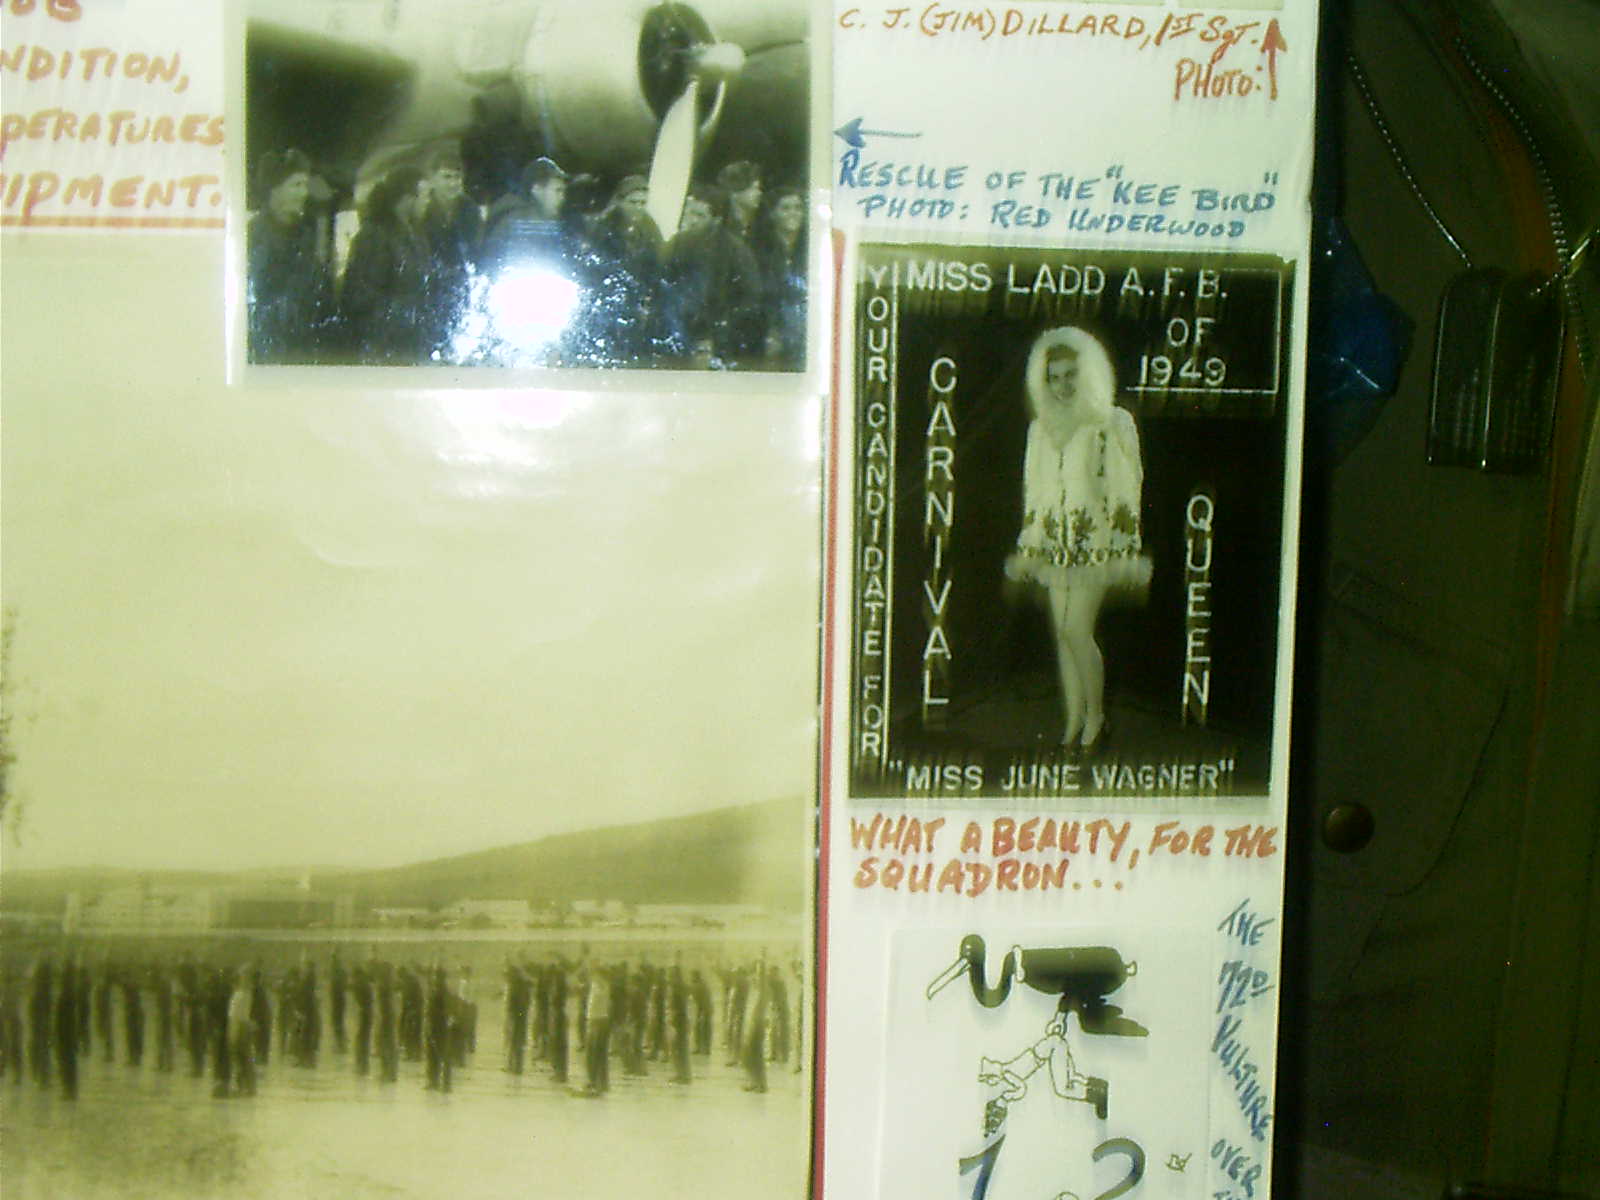 NDITION,
PERATURES
IPMENT.
C. J. (JIM) DILLARD, 1ST SGT.
PHOTO:
RESCUE OF THE "KEE BIRD"
PHOTO: RED UNDERWOOD
YOUR CANDIDATE FOR
MISS LADD A.F.B.
OF
1949
CARNIVAL
QUEEN
"MISS JUNE WAGNER"
WHAT A BEAUTY, FOR THE
SQUADRON...
THE
72D
VULTURE
OVER